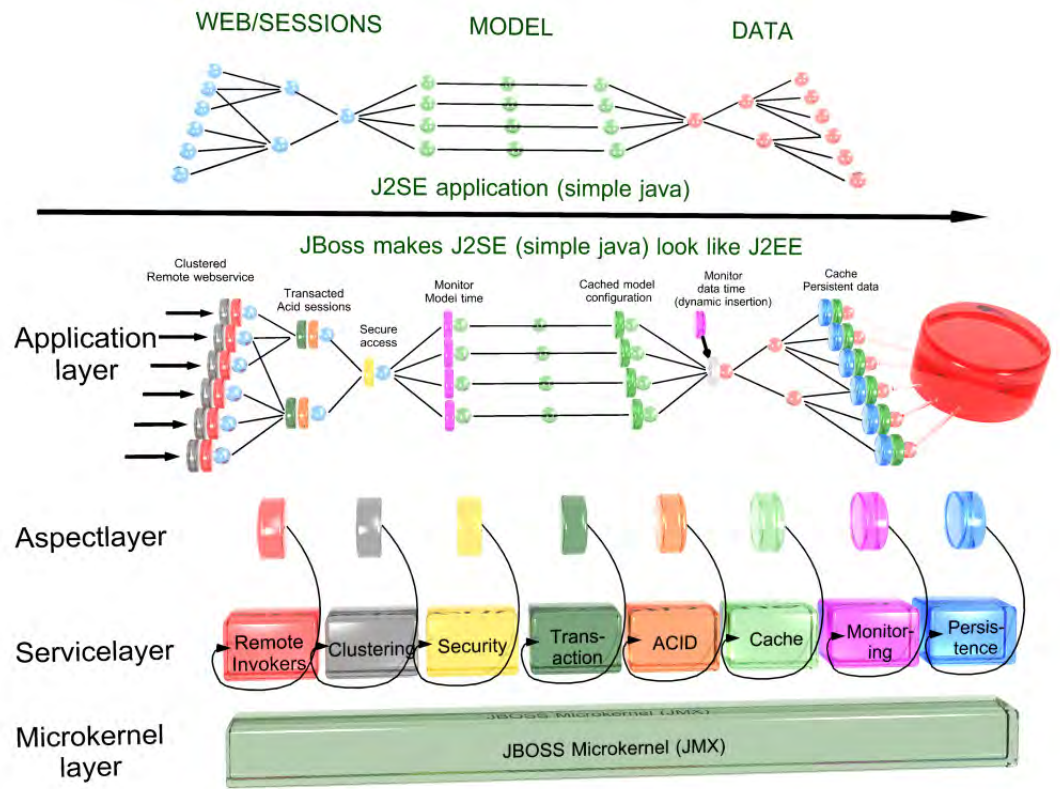 WEB/SESSIONS
MODEL
DATA
J2SE application (simple java)
JBoss makes J2SE (simple java) look like J2EE
Clustered
Remote webservice
Transacted
Acid sessions
Secure
access
Monitor
Model time
Cached model
configuration
Monitor
data time
(dynamic insertion)
Cache
Persistent data
Application
layer
Aspectlayer
Servicelayer
Remote
Invokers
Clustering
Security
Trans-
action
ACID
Cache
Monitor-
ing
Persis-
tence
Microkernel
layer
JBOSS Microkernel (JMX)
JBOSS Microkernel (JMX)